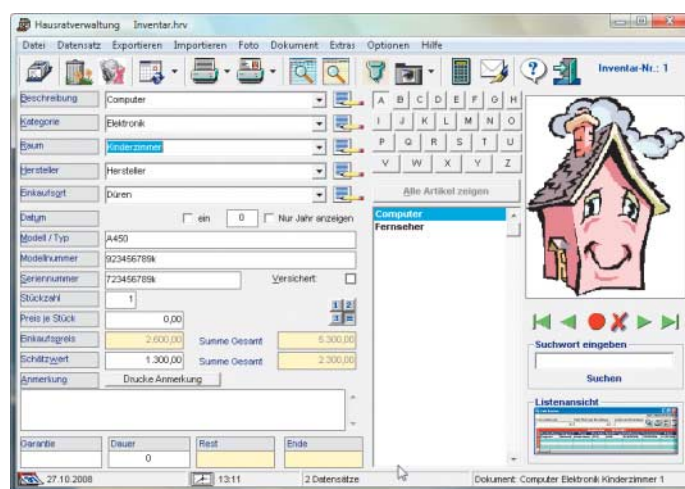 Hausratverwaltung Inventar.hrv
Datei Datensatz Exportieren Importieren Foto Dokument Extras Optionen Hilfe
Inventar-Nr.: 1
Beschreibung Computer
Kategorie Elektronik
Raum Kinderzimmer
Hersteller Hersteller
Einkaufsort Düren
Datum ein 0 Nur Jahr anzeigen
Modell / Typ A450
Modellnummer 923456789k
Seriennummer 723456789k Versichert
Stückzahl 1
Preis je Stück 0,00
Einkaufspreis 2.600,00 Summe Gesamt 5.300,00
Schätzwert 1.300,00 Summe Gesamt 2.300,00
Anmerkung Drucke Anmerkung
Garantie Dauer Rest Ende
0
A B C D E F G H
I J K L M N O
P Q R S T U
V W X Y Z
Alle Artikel zeigen
Computer
Fernseher
Suchwort eingeben
Suchen
Listenansicht
27.10.2008 13:11 2 Datensätze Dokument: Computer Elektronik Kinderzimmer 1